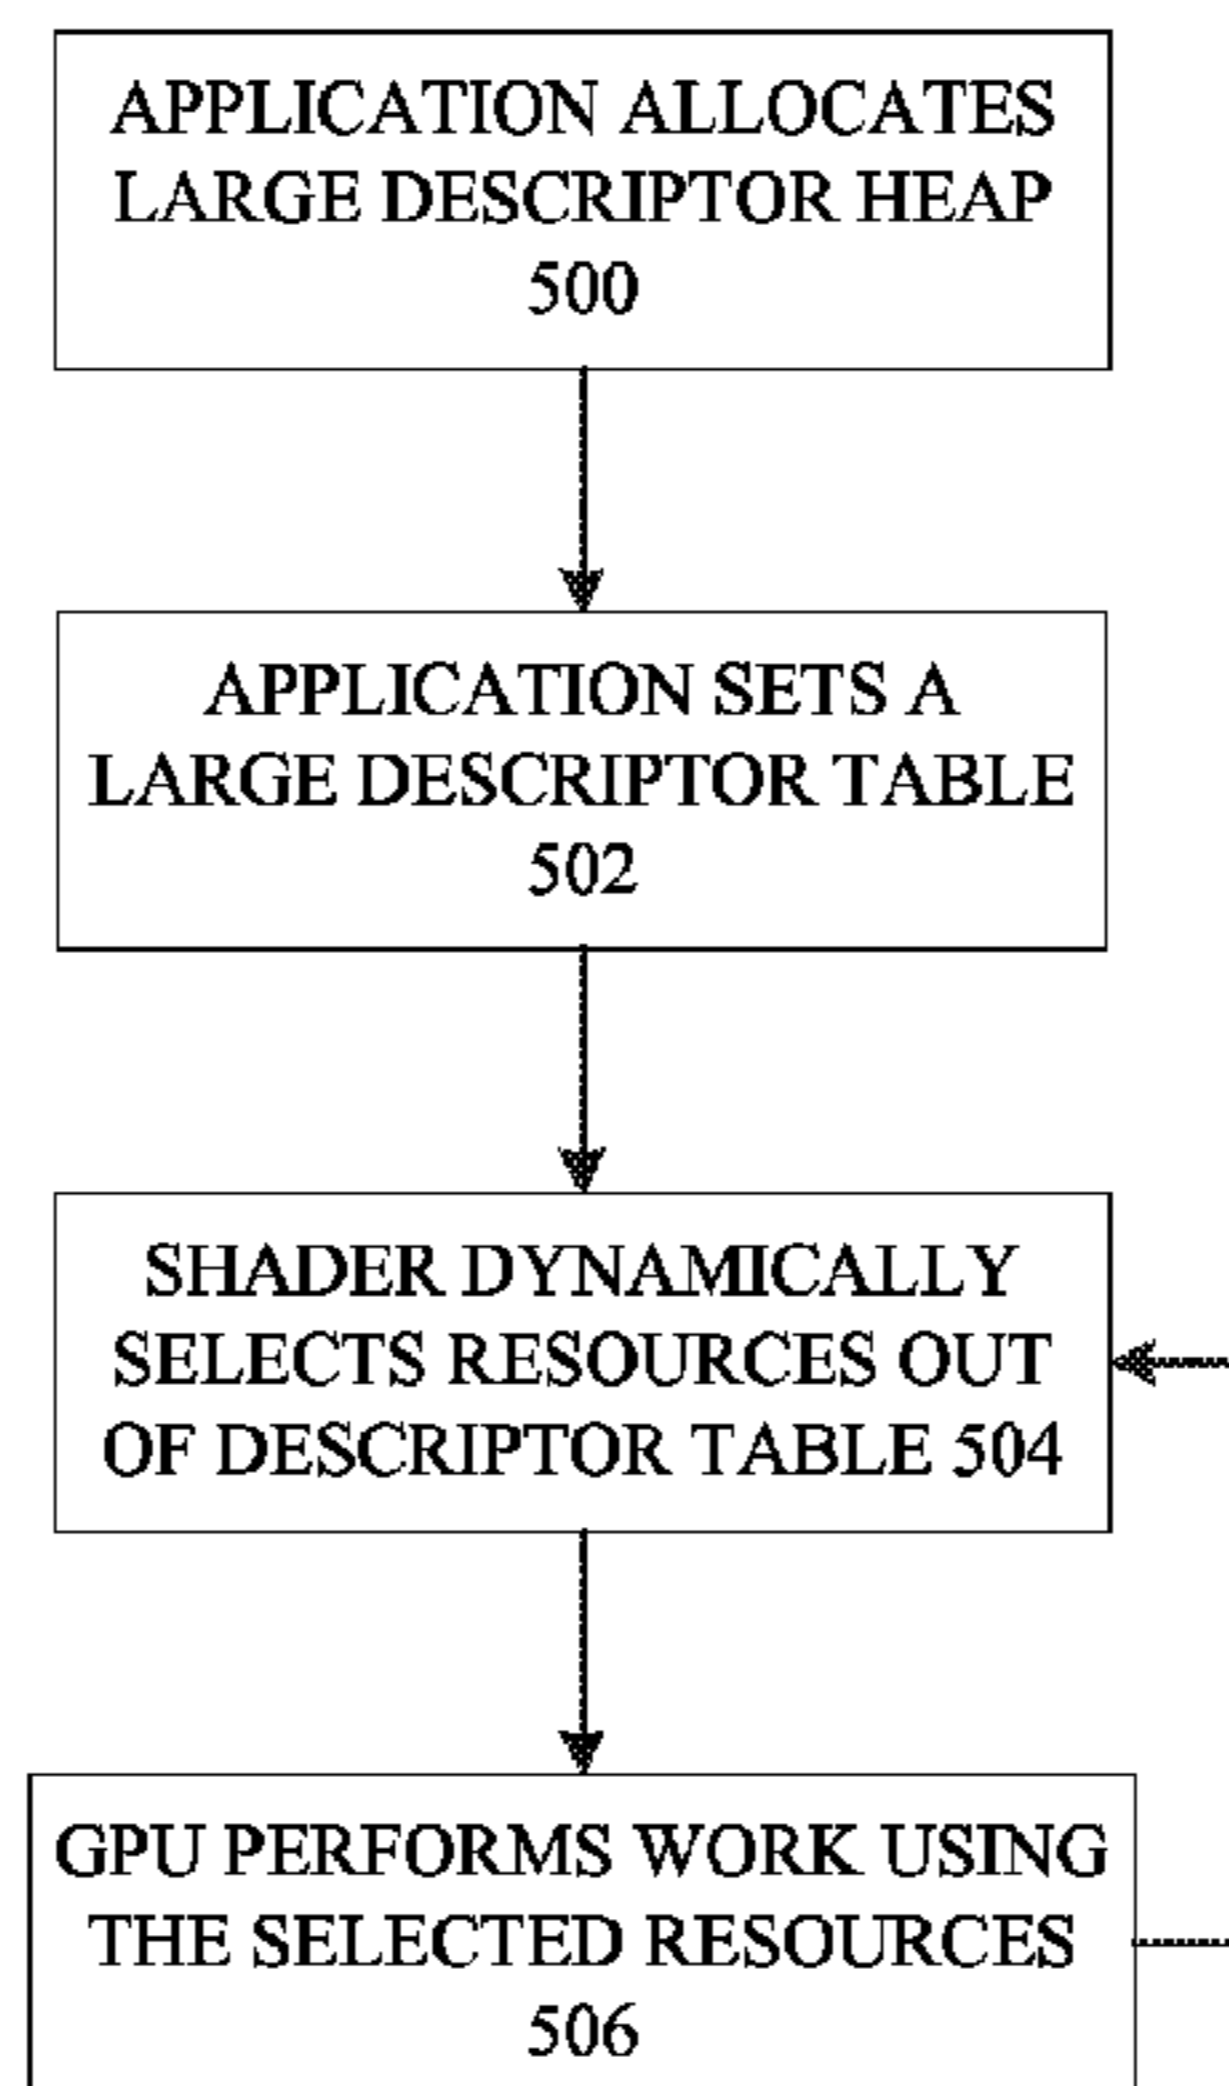 APPLICATION ALLOCATES
LARGE DESCRIPTOR HEAP
500
APPLICATION SETS A
LARGE DESCRIPTOR TABLE
502
SHADER DYNAMICALLY
SELECTS RESOURCES OUT
OF DESCRIPTOR TABLE 504
GPU PERFORMS WORK USING
THE SELECTED RESOURCES
506